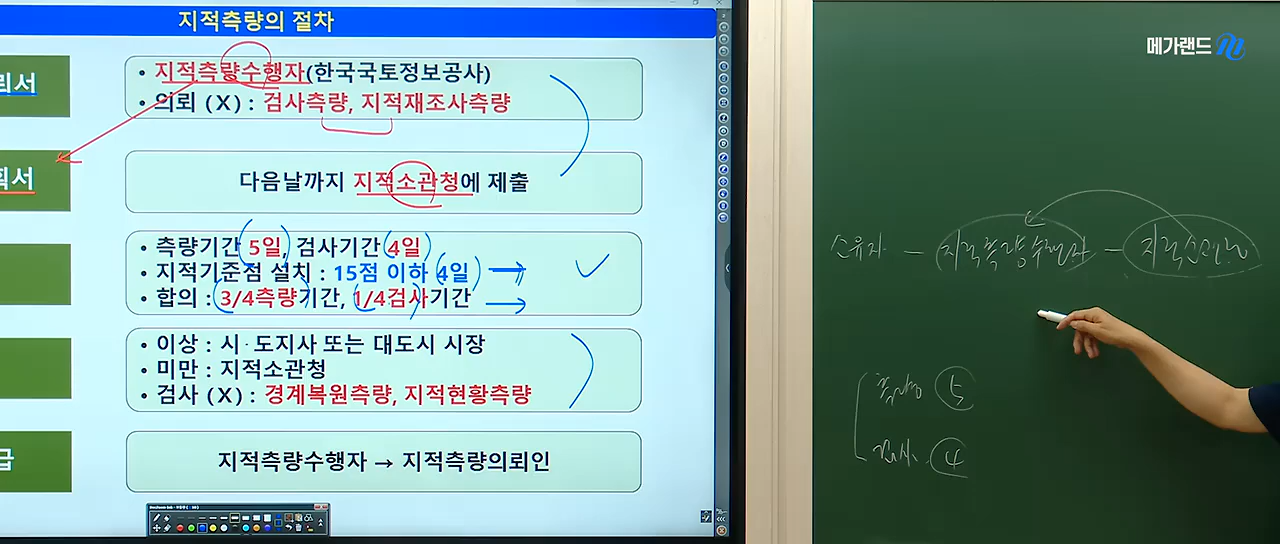 지적측량의 절차
뢰서
• 지적측량수행자(한국국토정보공사)
• 의뢰 (X) : 검사측량, 지적재조사측량
획서
다음날까지 지적소관청에 제출
• 측량기간 5일, 검사기간 4일
• 지적기준점 설치 : 15점 이하 4일
• 합의 : 3/4측량기간, 1/4검사기간
• 이상 : 시·도지사 또는 대도시 시장
• 미만 : 지적소관청
• 검사 (X) : 경계복원측량, 지적현황측량
급
지적측량수행자 → 지적측량의뢰인
메가랜드
소유자 – 지적측량수행자 – 지적소관청
측량 5
검사 4